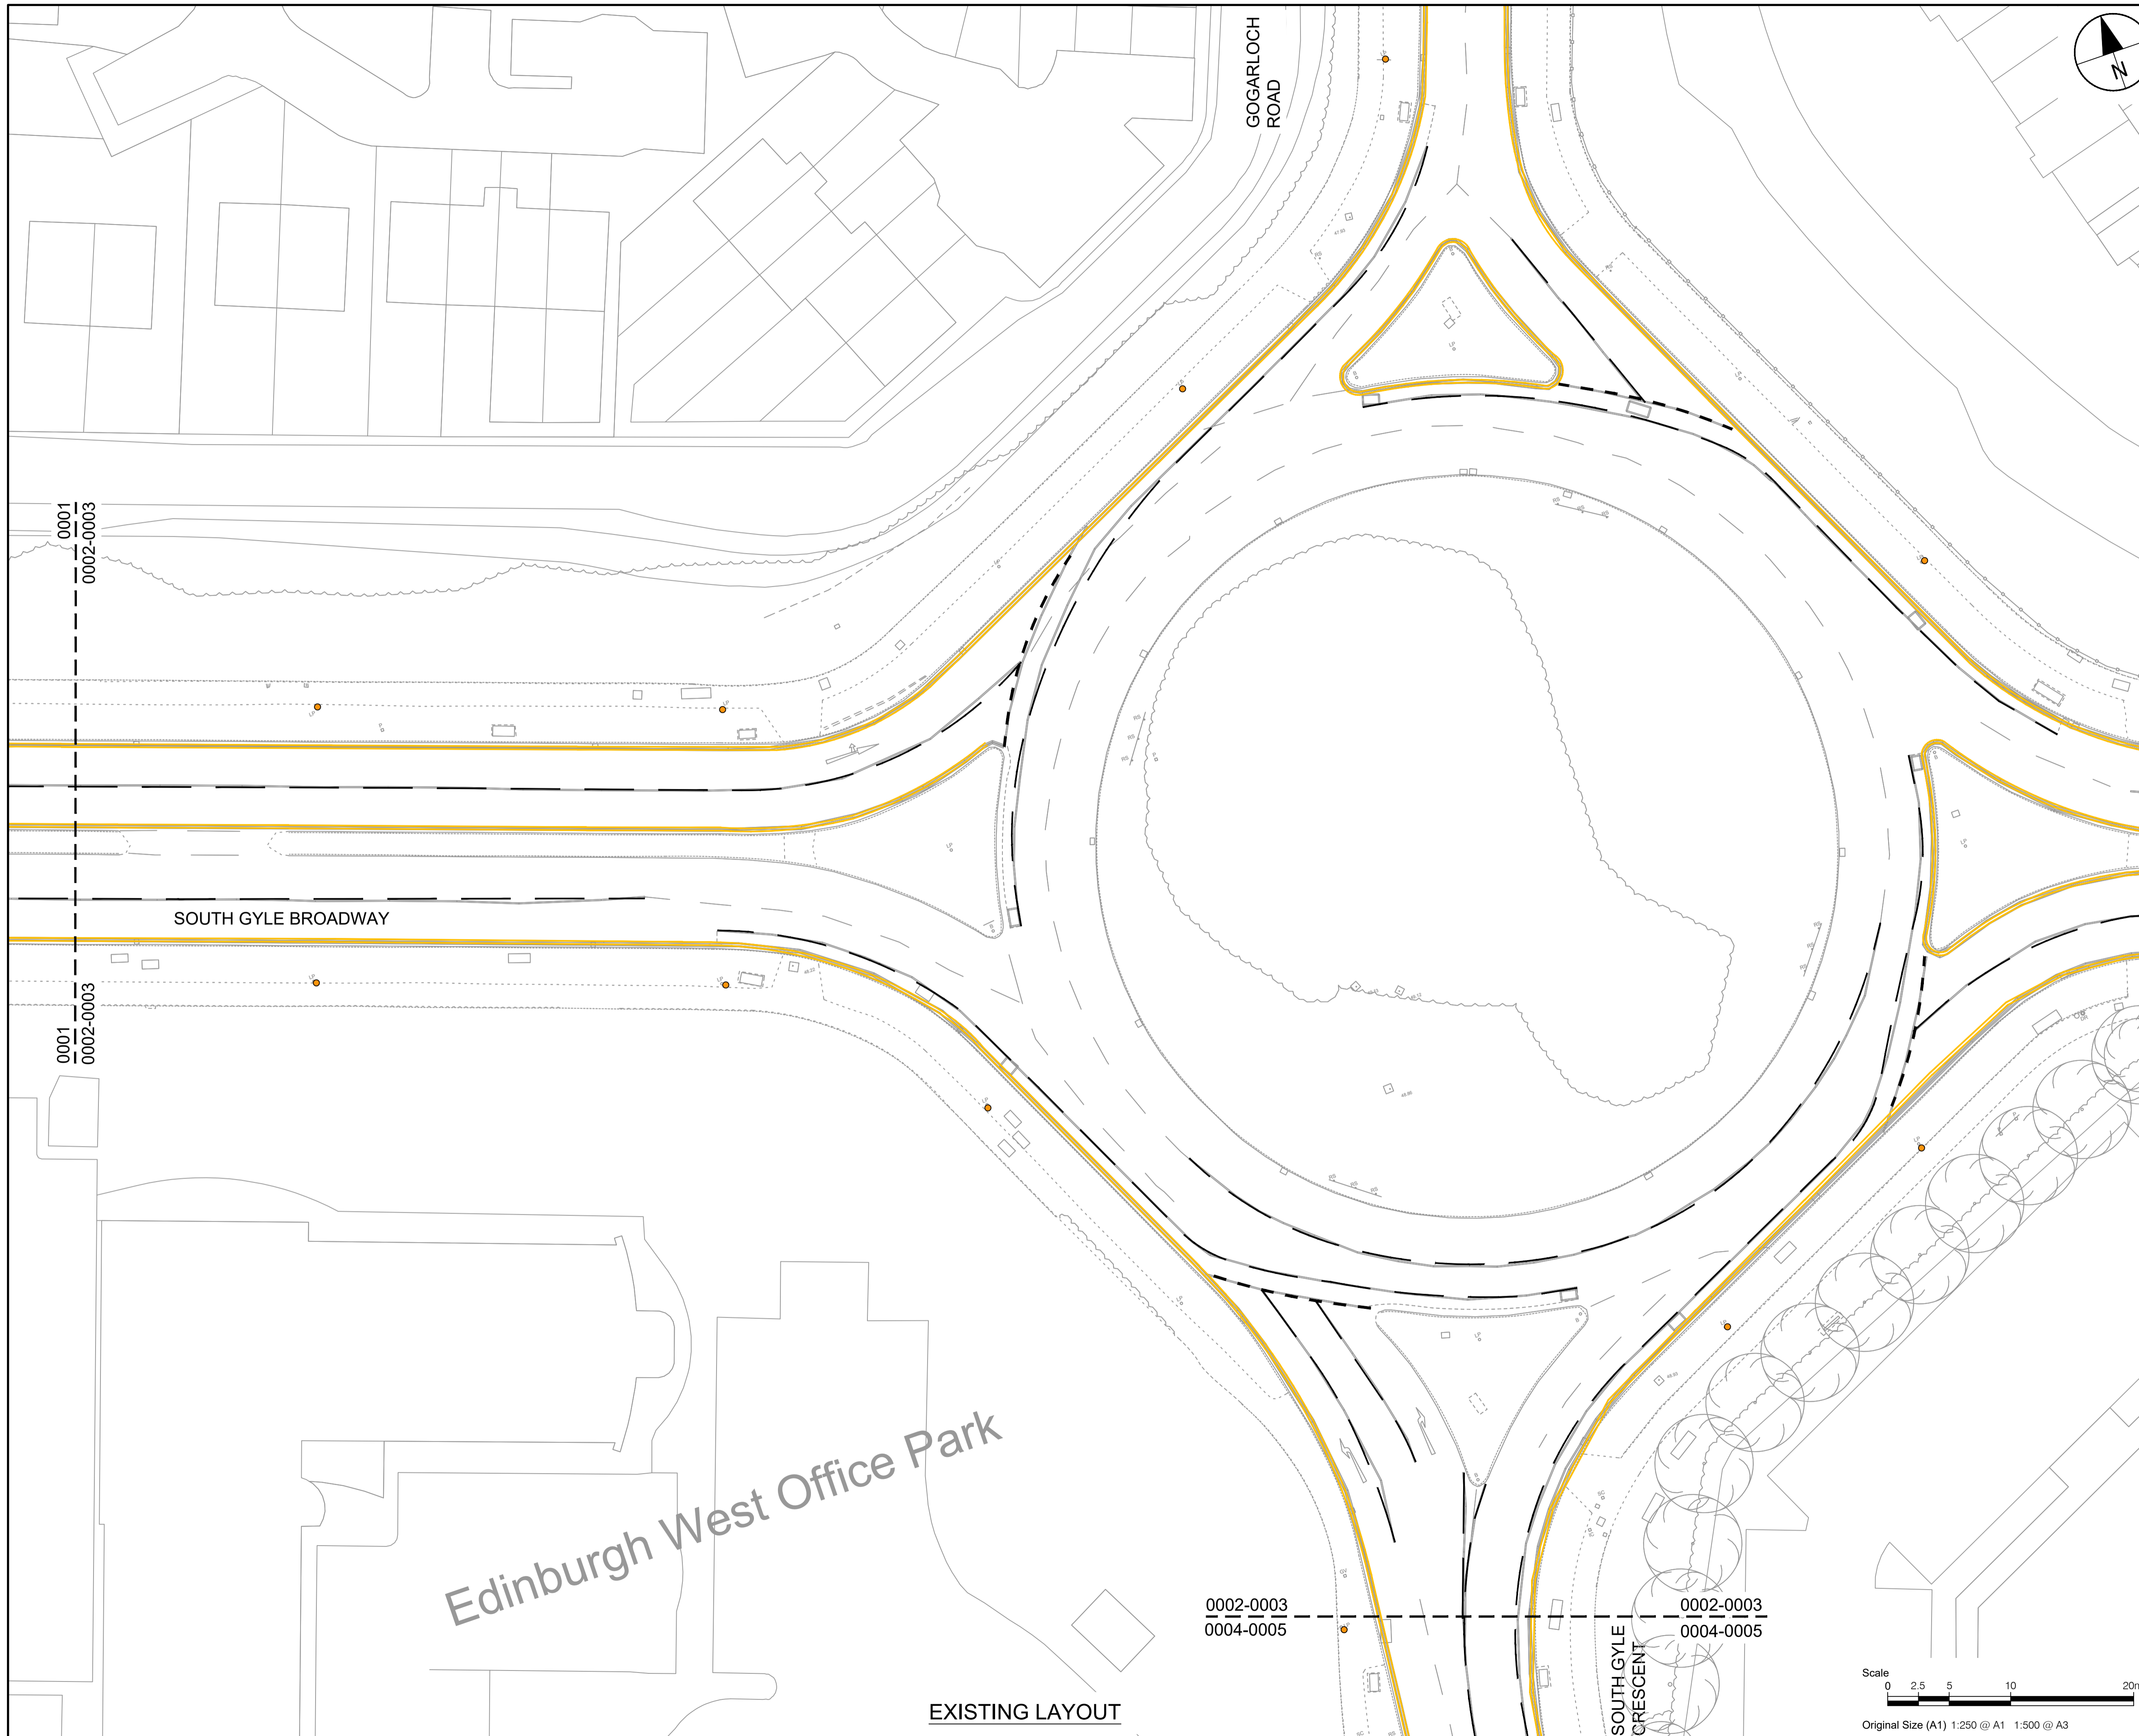 GOGARLOCH
ROAD
N
0001
0002-0003
SOUTH GYLE BROADWAY
0001
0002-0003
Edinburgh West Office Park
0002-0003
0004-0005
0002-0003
0004-0005
SOUTH GYLE
CRESCENT
EXISTING LAYOUT
Scale
0 2.5 5 10 20m
Original Size (A1) 1:250 @ A1 1:500 @ A3